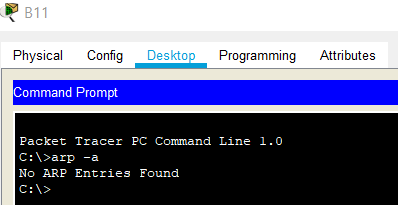 B11
Physical Config Desktop Programming Attributes
Command Prompt
Packet Tracer PC Command Line 1.0
C:\>arp -a
No ARP Entries Found
C:\>